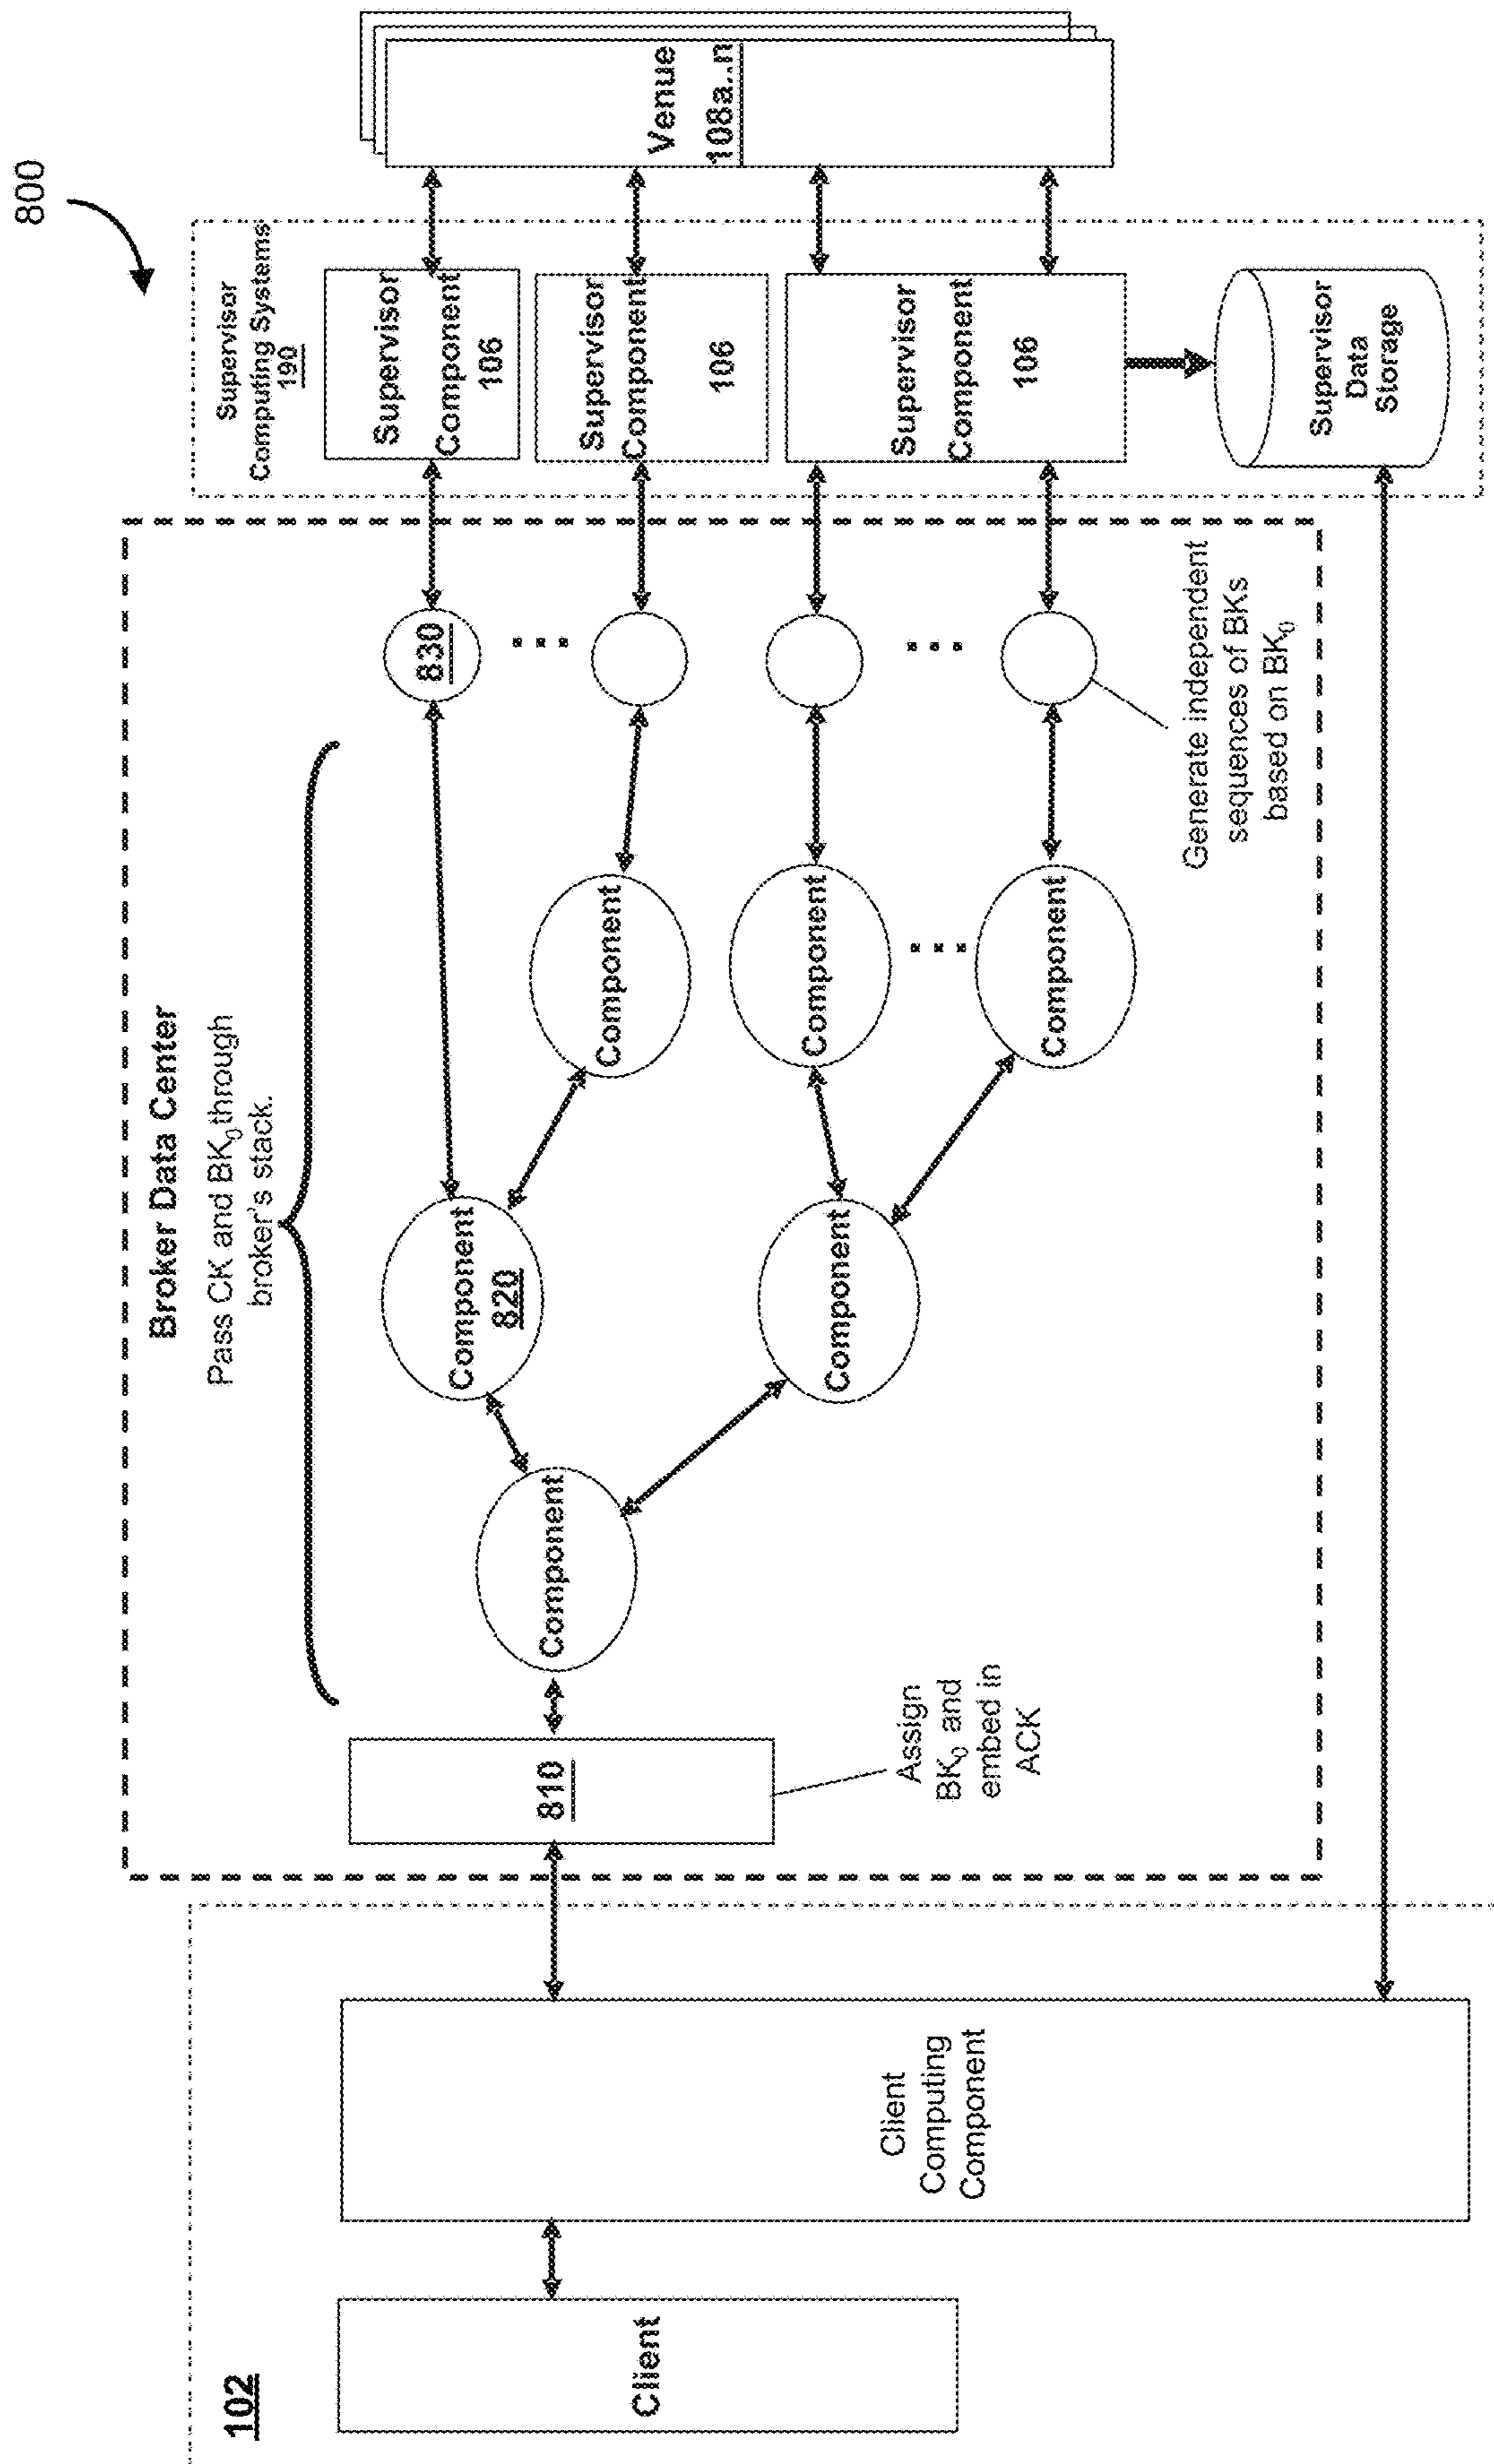 800
102
Client
Client
Computing
Component
Broker Data Center
Pass CK and BK0 through
broker's stack.
810
Assign
BK0 and
embed in
ACK
Component
Component
820
Component
Component
Component
Component
830
...
...
...
Generate independent
sequences of BKs
based on BK0
Supervisor
Computing Systems
190
Supervisor
Component
106
Supervisor
Component
106
Supervisor
Component
106
Supervisor
Data
Storage
Venue
108a..n